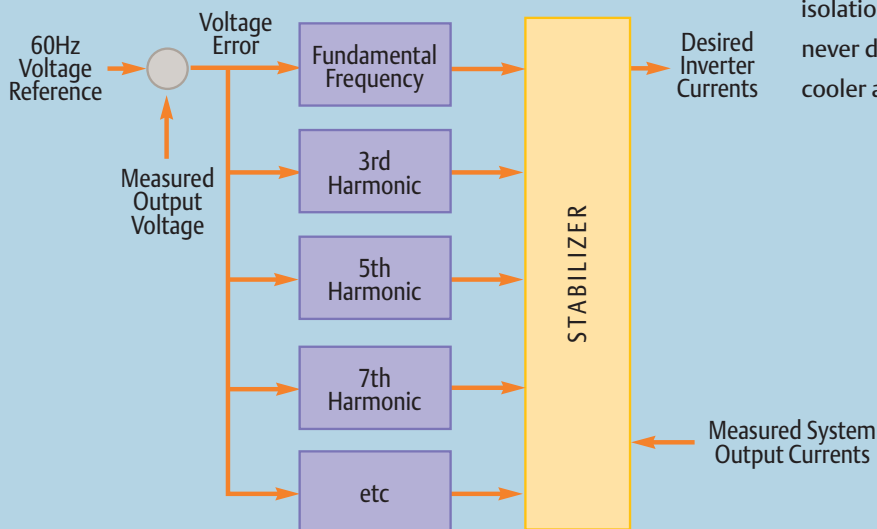 isolatio
never d
cooler a
60Hz
Voltage
Reference
Voltage
Error
Measured
Output
Voltage
Fundamental
Frequency
3rd
Harmonic
5th
Harmonic
7th
Harmonic
etc
STABILIZER
Desired
Inverter
Currents
Measured System
Output Currents